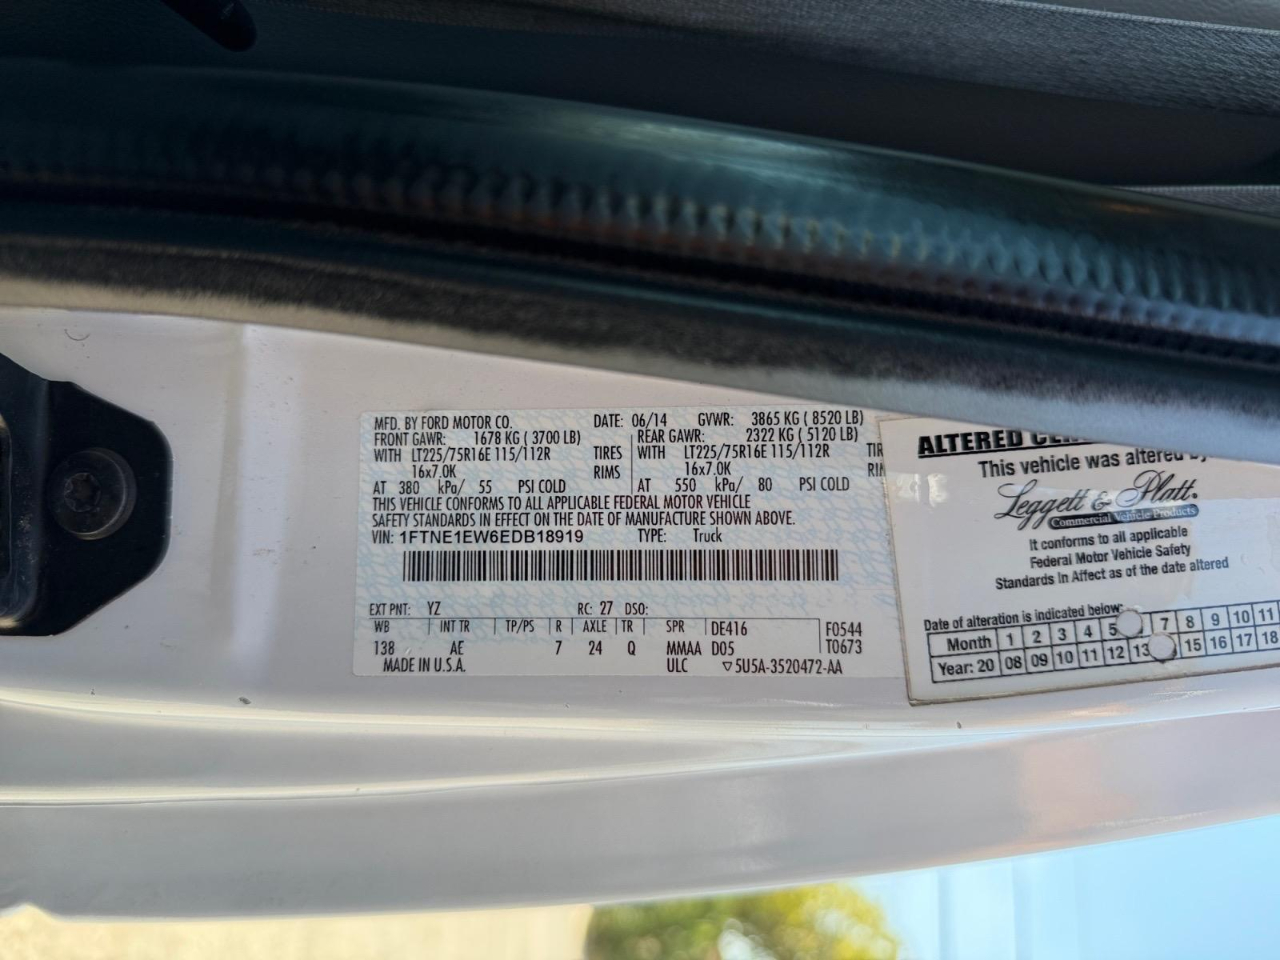 MFD. BY FORD MOTOR CO. DATE: 06/14 GVWR: 3865 KG ( 8520 LB)
FRONT GAWR: 1678 KG ( 3700 LB) REAR GAWR: 2322 KG ( 5120 LB)
WITH LT225/75R16E 115/112R TIRES WITH LT225/75R16E 115/112R
16x7.0K RIMS 16x7.0K
AT 380 kPa/ 55 PSI COLD AT 550 kPa/ 80 PSI COLD
THIS VEHICLE CONFORMS TO ALL APPLICABLE FEDERAL MOTOR VEHICLE
SAFETY STANDARDS IN EFFECT ON THE DATE OF MANUFACTURE SHOWN ABOVE.
VIN: 1FTNE1EW6EDB18919 TYPE: Truck
EXT PNT: YZ RC: 27 DSO:
WB INT TR TP/PS R AXLE TR SPR DE416 F0544
138 AE 7 24 Q MMAA D05 T0673
MADE IN U.S.A. ULC ▽5U5A-3520472-AA
ALTERED
This vehicle was altered by
Leggett & Platt.
Commercial Vehicle Products
It conforms to all applicable
Federal Motor Vehicle Safety
Standards In Affect as of the date altered
Date of alteration is indicated below:
Month 1 2 3 4 5 7 8 9 10 11
Year: 20 08 09 10 11 12 13 15 16 17 18